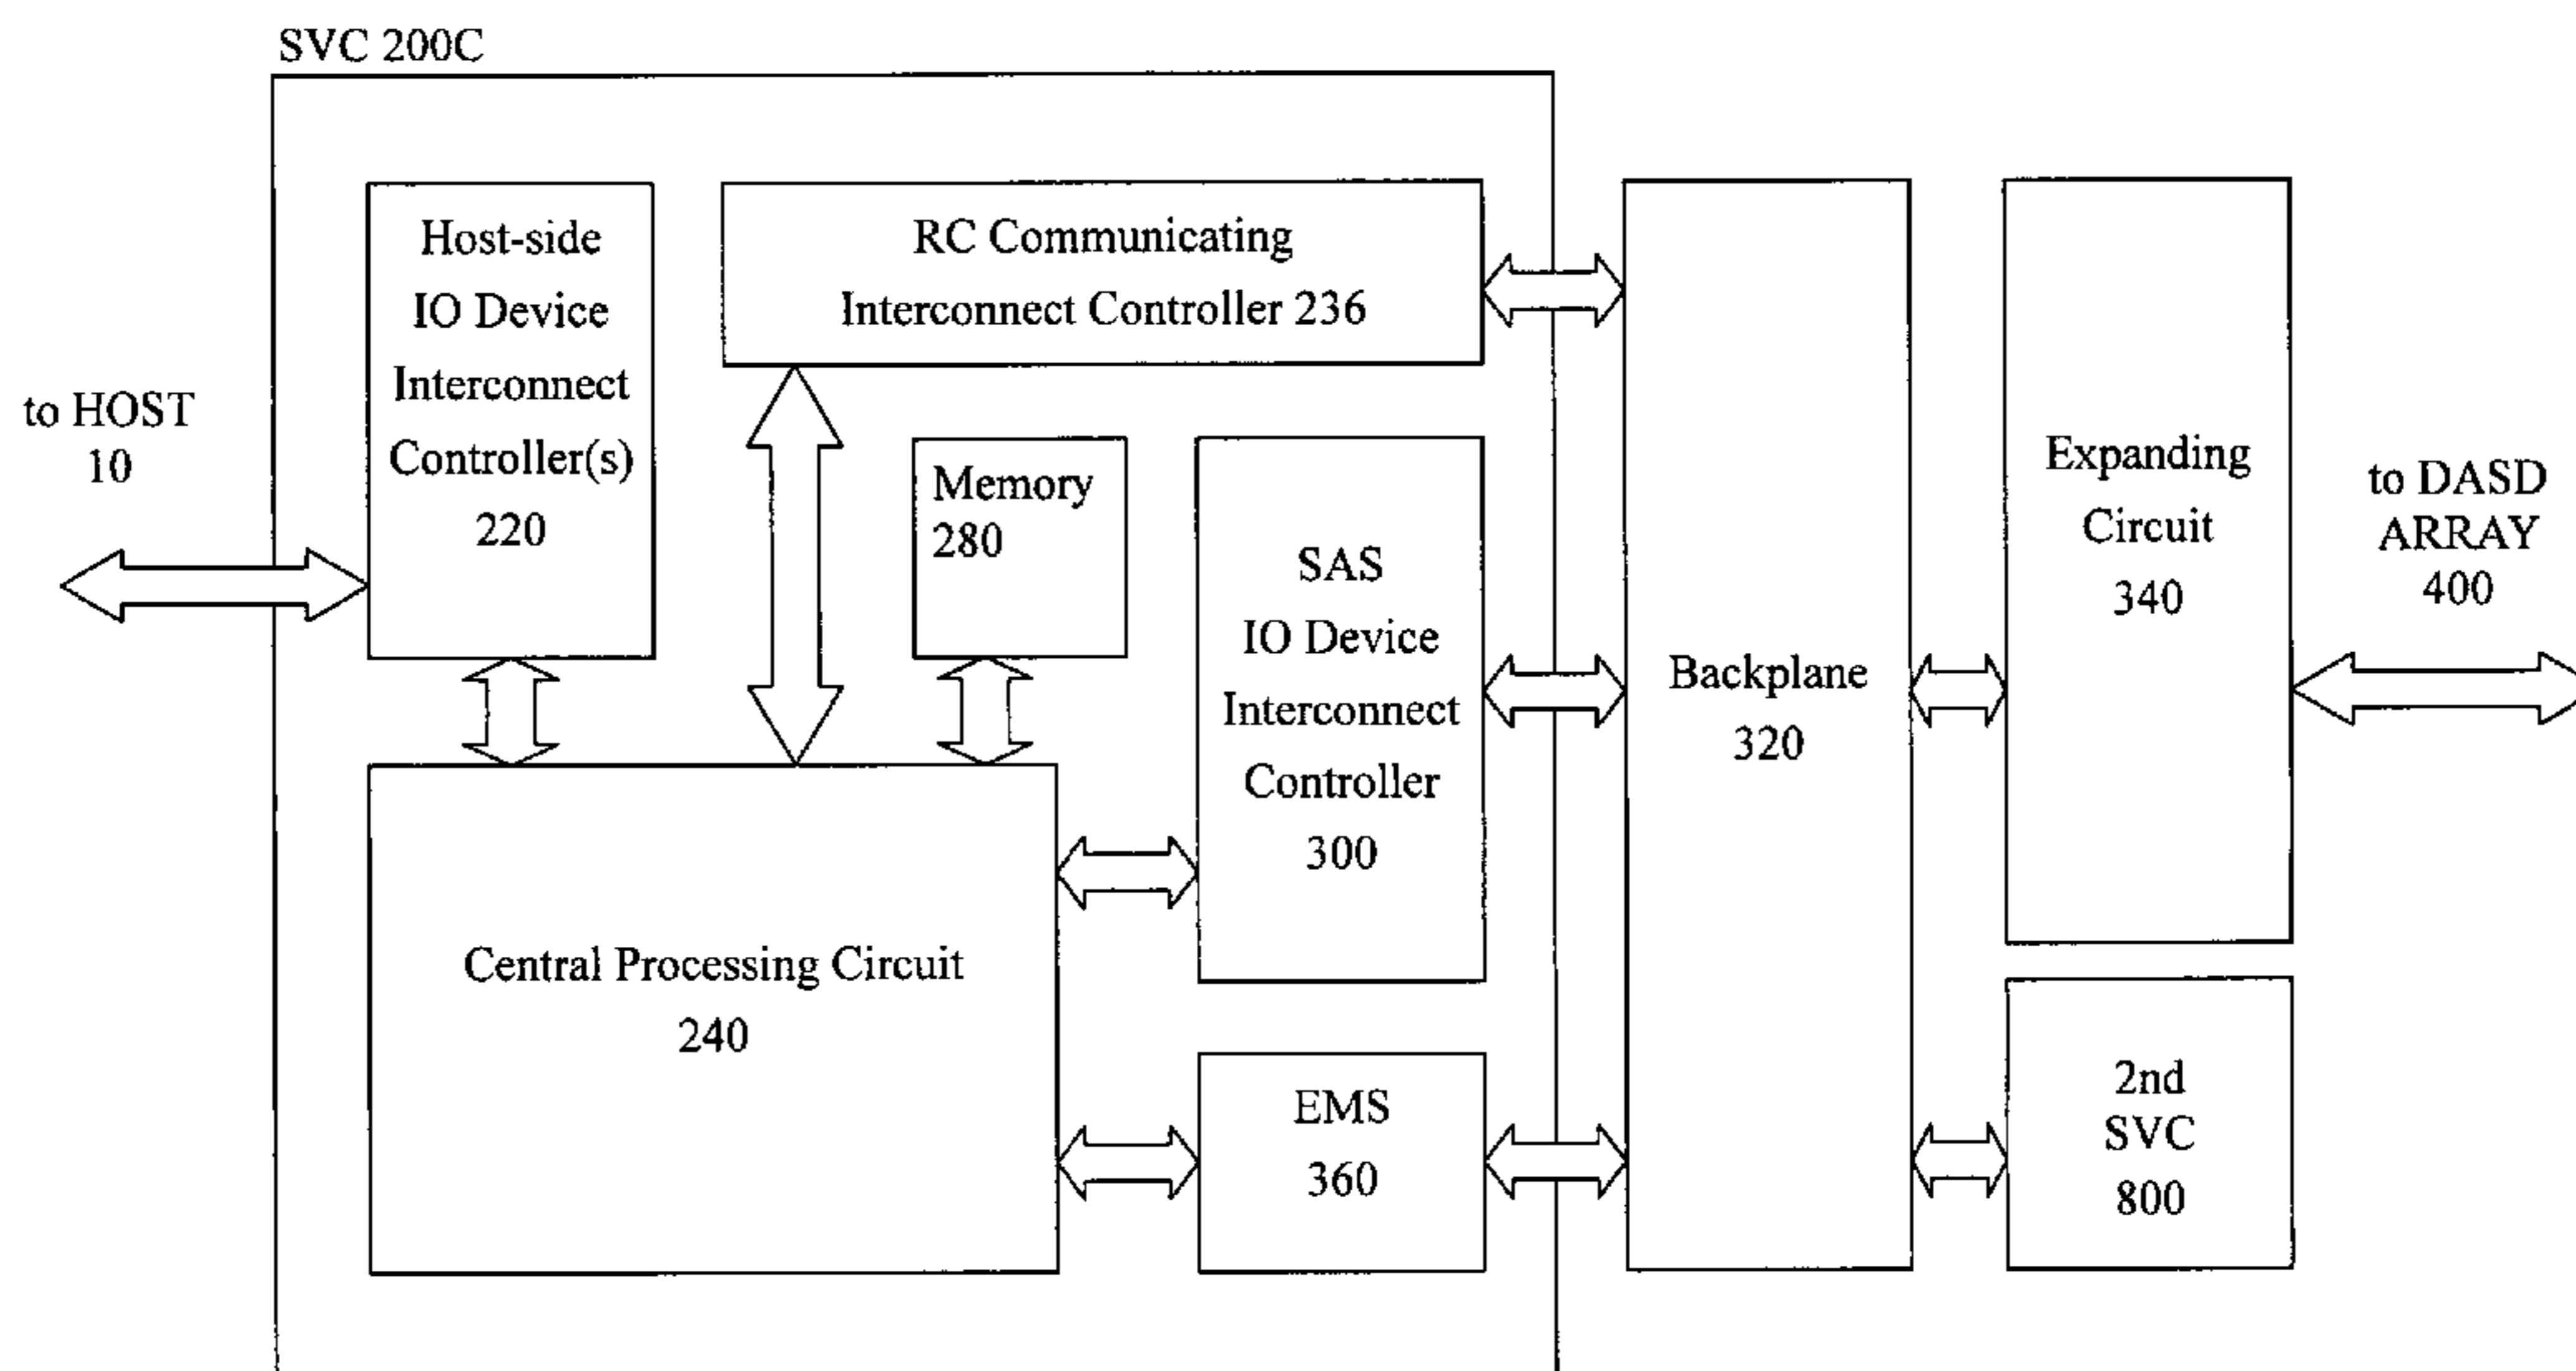 SVC 200C
to HOST
10
Host-side
IO Device
Interconnect
Controller(s)
220
RC Communicating
Interconnect Controller 236
Memory
280
SAS
IO Device
Interconnect
Controller
300
Central Processing Circuit
240
EMS
360
Backplane
320
Expanding
Circuit
340
2nd
SVC
800
to DASD
ARRAY
400